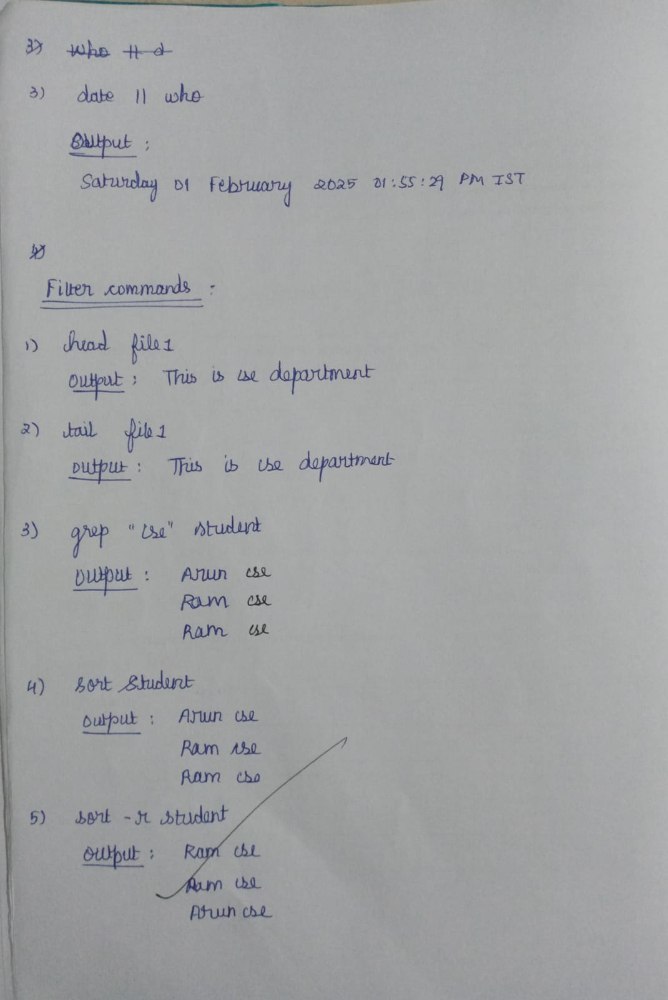 3) who || d
3) date || who
Output :
Saturday 01 February 2025 01:55:29 PM IST
4)
Filter commands :
1) head file1
Output : This is cse department
2) tail file1
Output : This is cse department
3) grep "cse" student
Output : Arun cse
Ram cse
Ram cse
4) sort student
Output : Arun cse
Ram cse
Ram cse
5) sort -r student
Output : Ram cse
Ram cse
Arun cse